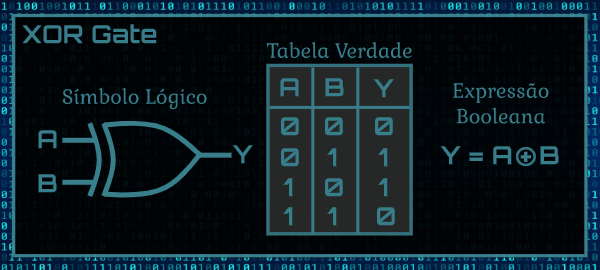 XOR Gate
Símbolo Lógico
A
B
Y
Tabela Verdade
A B Y
0 0 0
0 1 1
1 0 1
1 1 0
Expressão
Booleana
Y = A⊕B